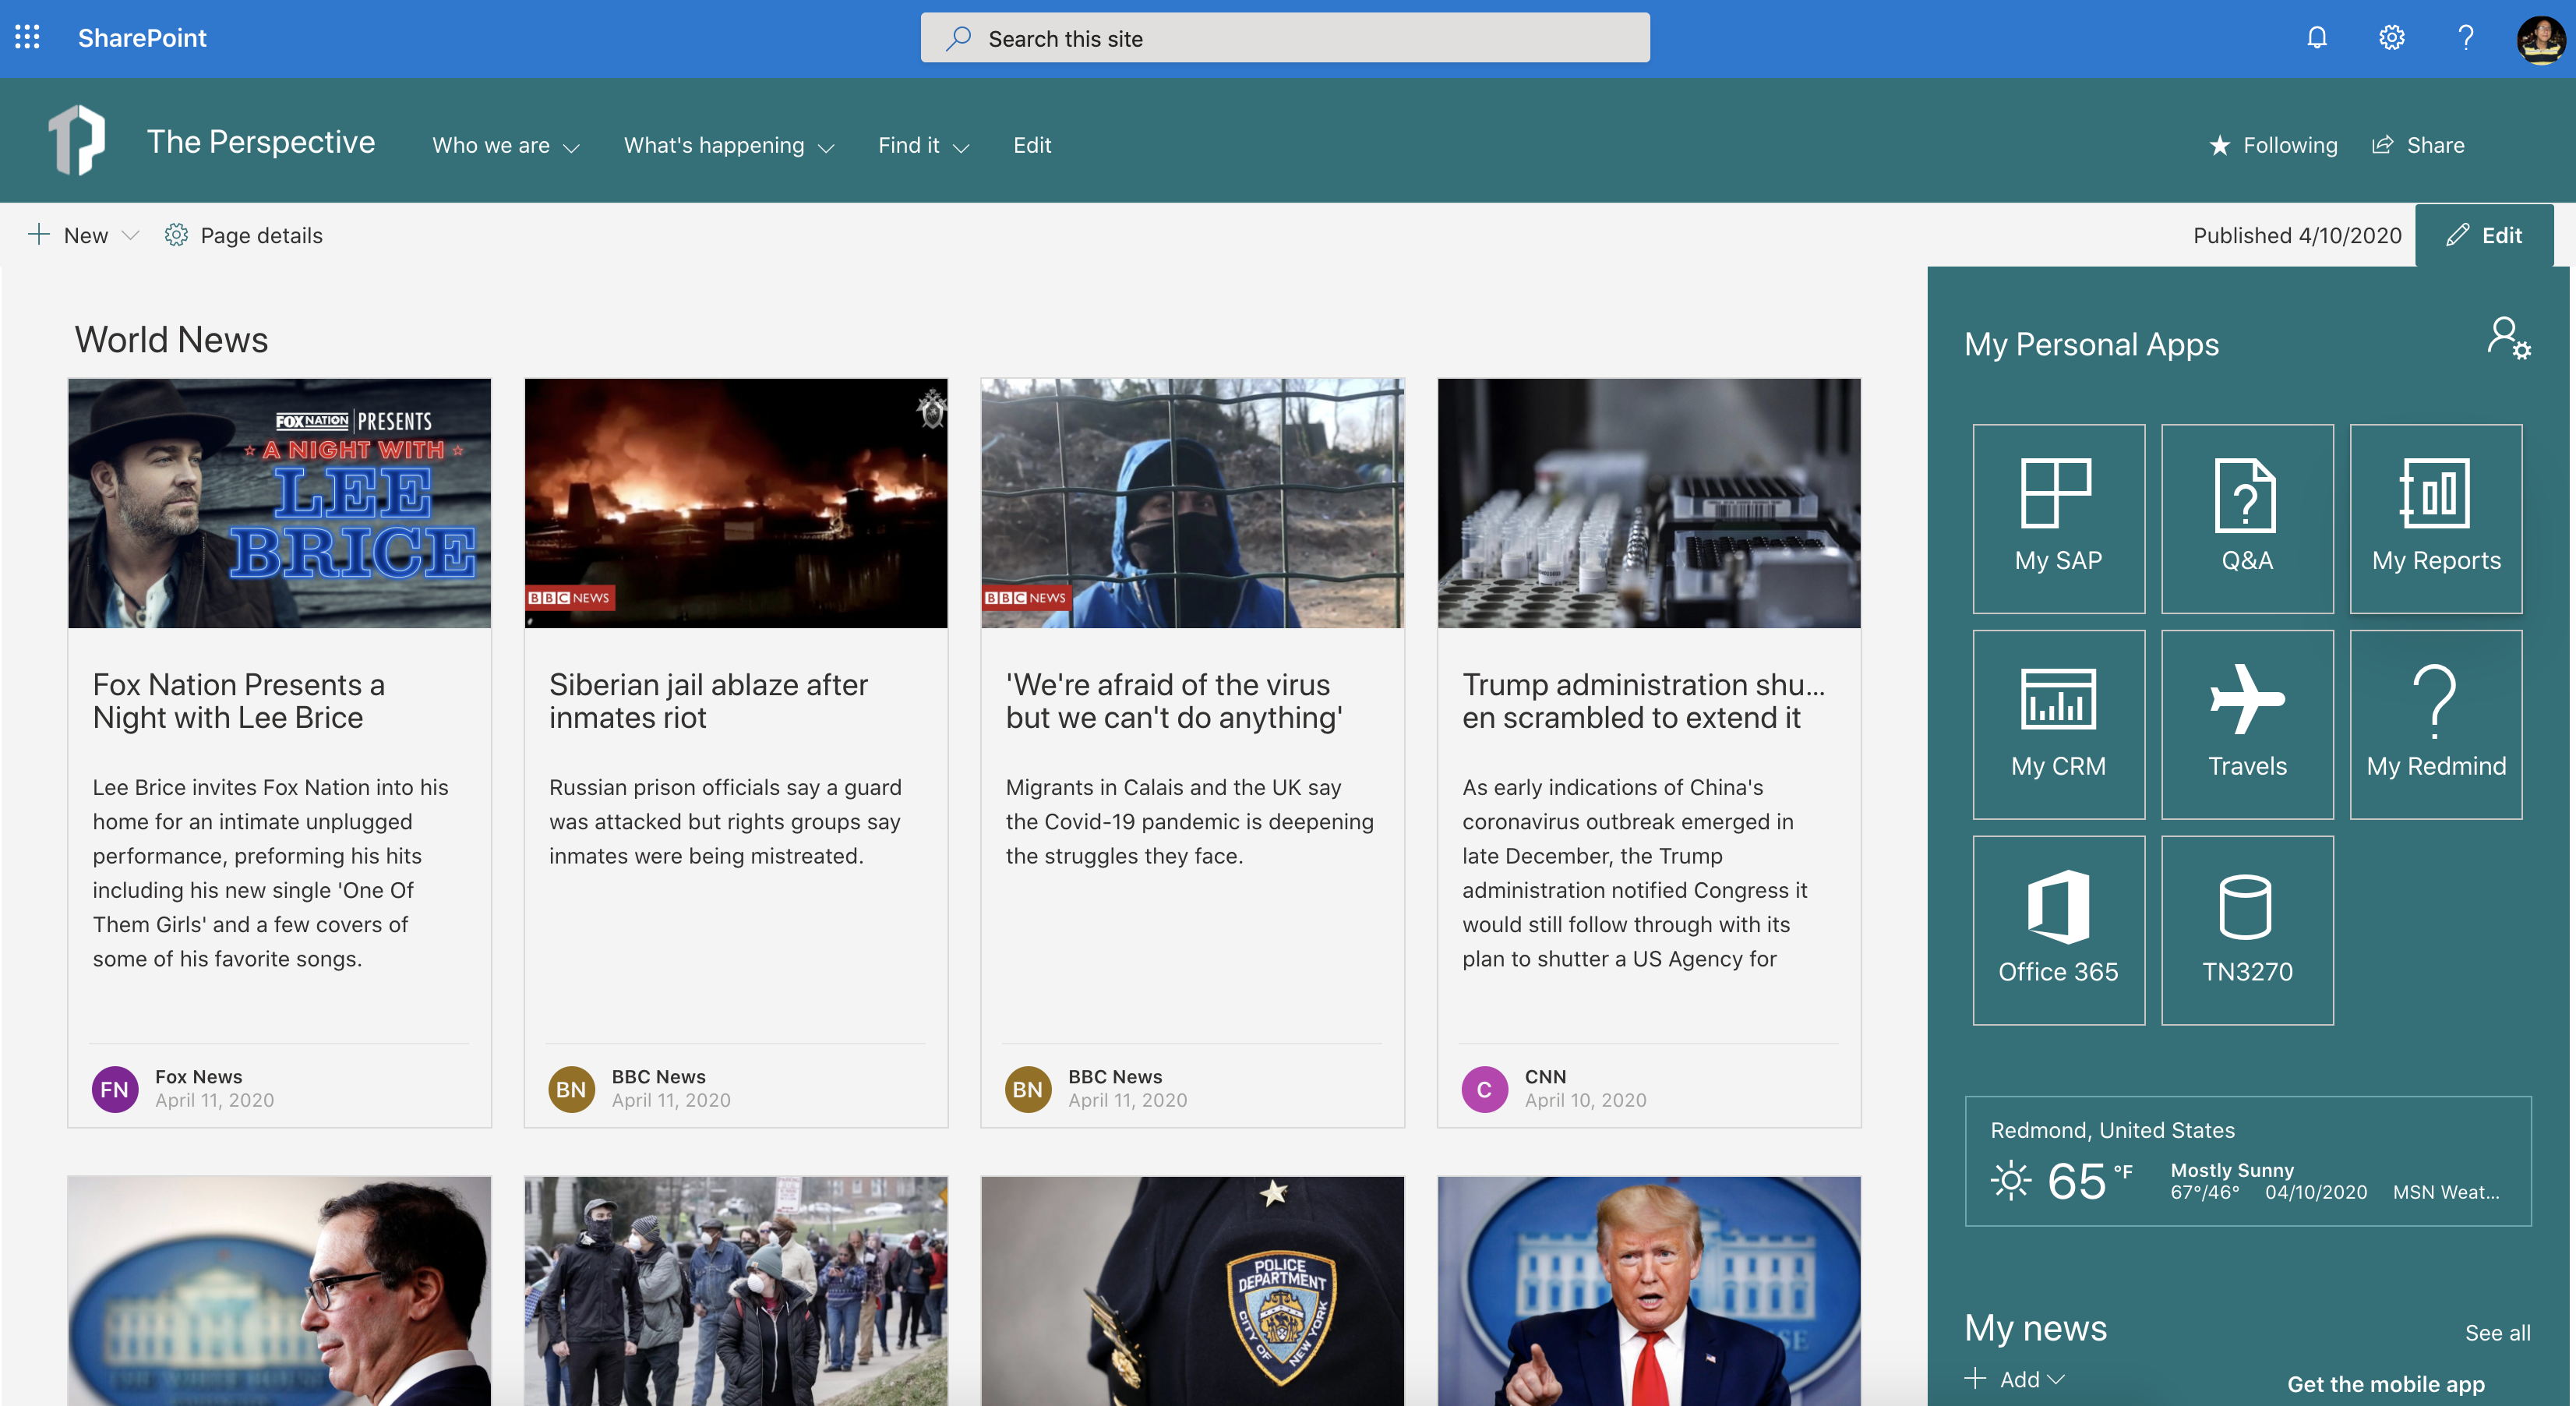 SharePoint
Search this site
The Perspective
Who we are
What's happening
Find it
Edit
Following
Share
New
Page details
Published 4/10/2020
Edit
World News
FOX NATION PRESENTS
A NIGHT WITH
LEE
BRICE
Fox Nation Presents a
Night with Lee Brice
Lee Brice invites Fox Nation into his
home for an intimate unplugged
performance, preforming his hits
including his new single 'One Of
Them Girls' and a few covers of
some of his favorite songs.
FN
Fox News
April 11, 2020
BBC NEWS
Siberian jail ablaze after
inmates riot
Russian prison officials say a guard
was attacked but rights groups say
inmates were being mistreated.
BN
BBC News
April 11, 2020
BBC NEWS
'We're afraid of the virus
but we can't do anything'
Migrants in Calais and the UK say
the Covid-19 pandemic is deepening
the struggles they face.
BN
BBC News
April 11, 2020
Trump administration shu...
en scrambled to extend it
As early indications of China's
coronavirus outbreak emerged in
late December, the Trump
administration notified Congress it
would still follow through with its
plan to shutter a US Agency for
C
CNN
April 10, 2020
POLICE
DEPARTMENT
CITY OF NEW YORK
My Personal Apps
My SAP
Q&A
My Reports
My CRM
Travels
My Redmind
Office 365
TN3270
Redmond, United States
65 °F
Mostly Sunny
67°/46° 04/10/2020 MSN Weat...
My news
See all
Add
Get the mobile app